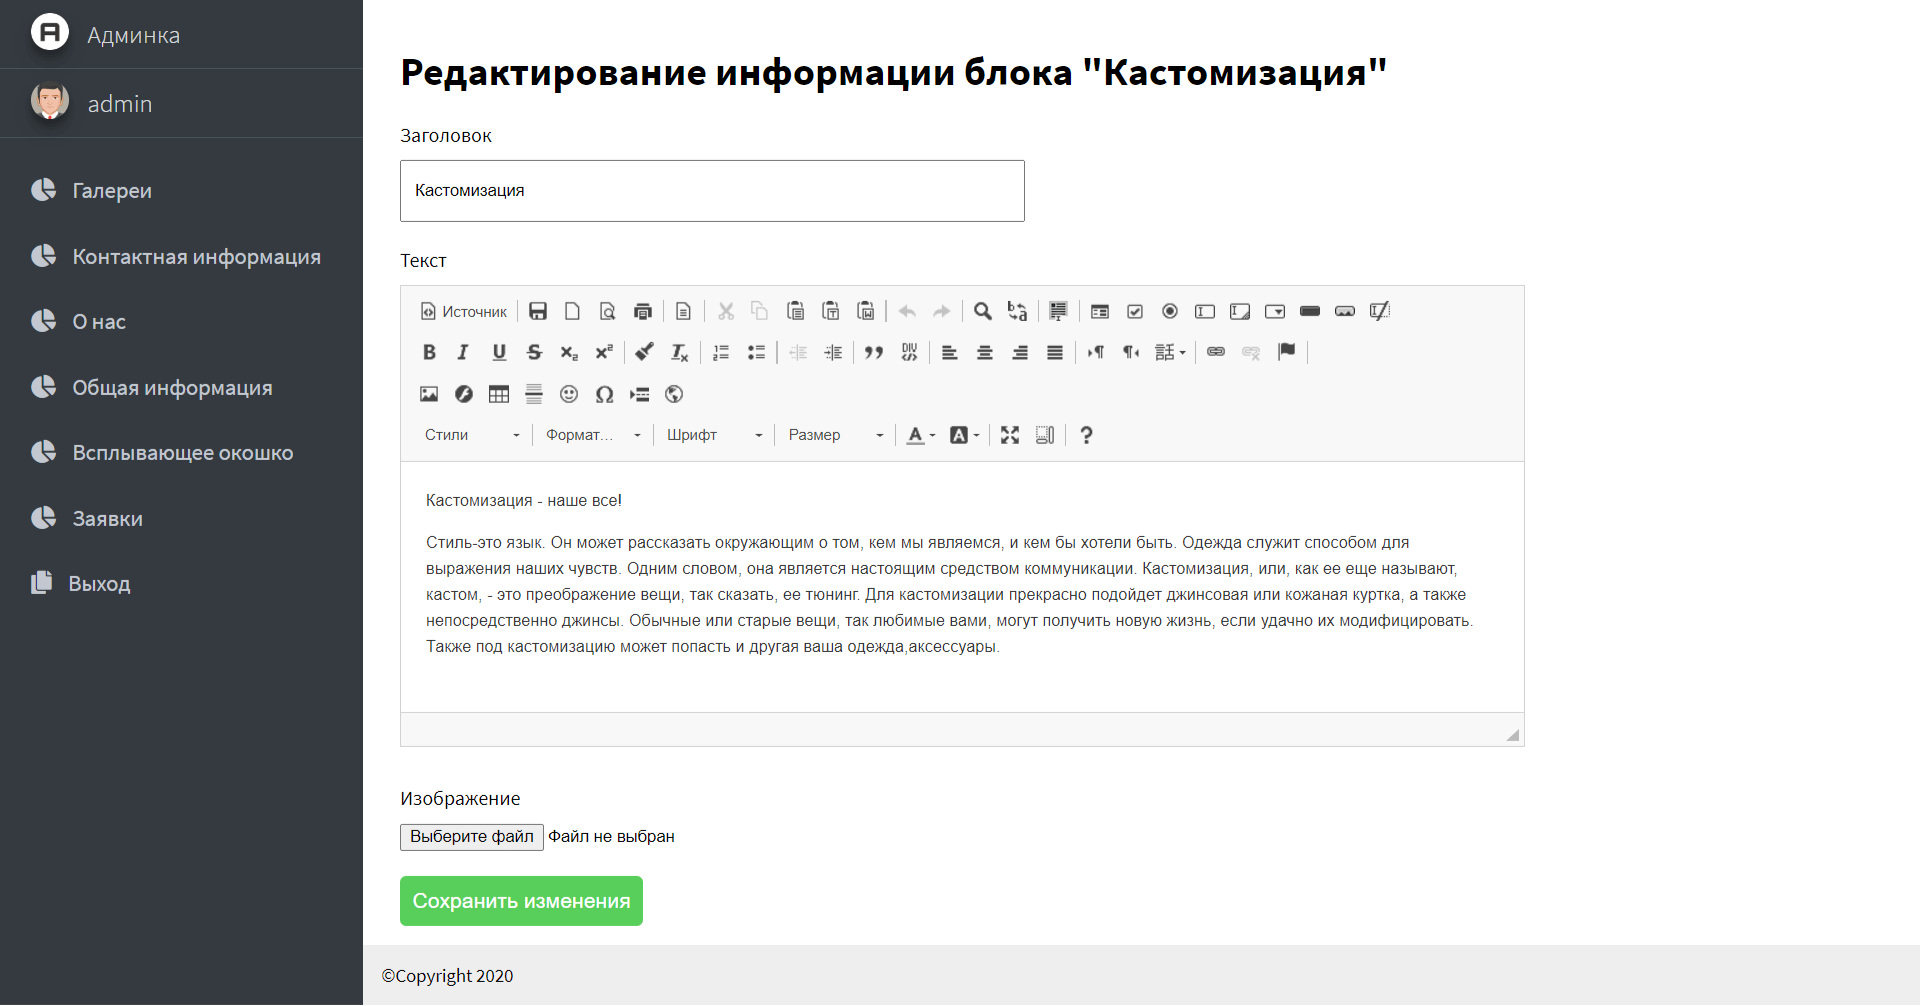 Админка
admin
Галереи
Контактная информация
О нас
Общая информация
Всплывающее окошко
Заявки
Выход
Редактирование информации блока "Кастомизация"
Заголовок
Кастомизация
Текст
Источник
Стили Формат... Шрифт Размер
Кастомизация - наше все!
Стиль-это язык. Он может рассказать окружающим о том, кем мы являемся, и кем бы хотели быть. Одежда служит способом для
выражения наших чувств. Одним словом, она является настоящим средством коммуникации. Кастомизация, или, как ее еще называют,
кастом, - это преображение вещи, так сказать, ее тюнинг. Для кастомизации прекрасно подойдет джинсовая или кожаная куртка, а также
непосредственно джинсы. Обычные или старые вещи, так любимые вами, могут получить новую жизнь, если удачно их модифицировать.
Также под кастомизацию может попасть и другая ваша одежда,аксессуары.
Изображение
Выберите файл Файл не выбран
Сохранить изменения
©Copyright 2020